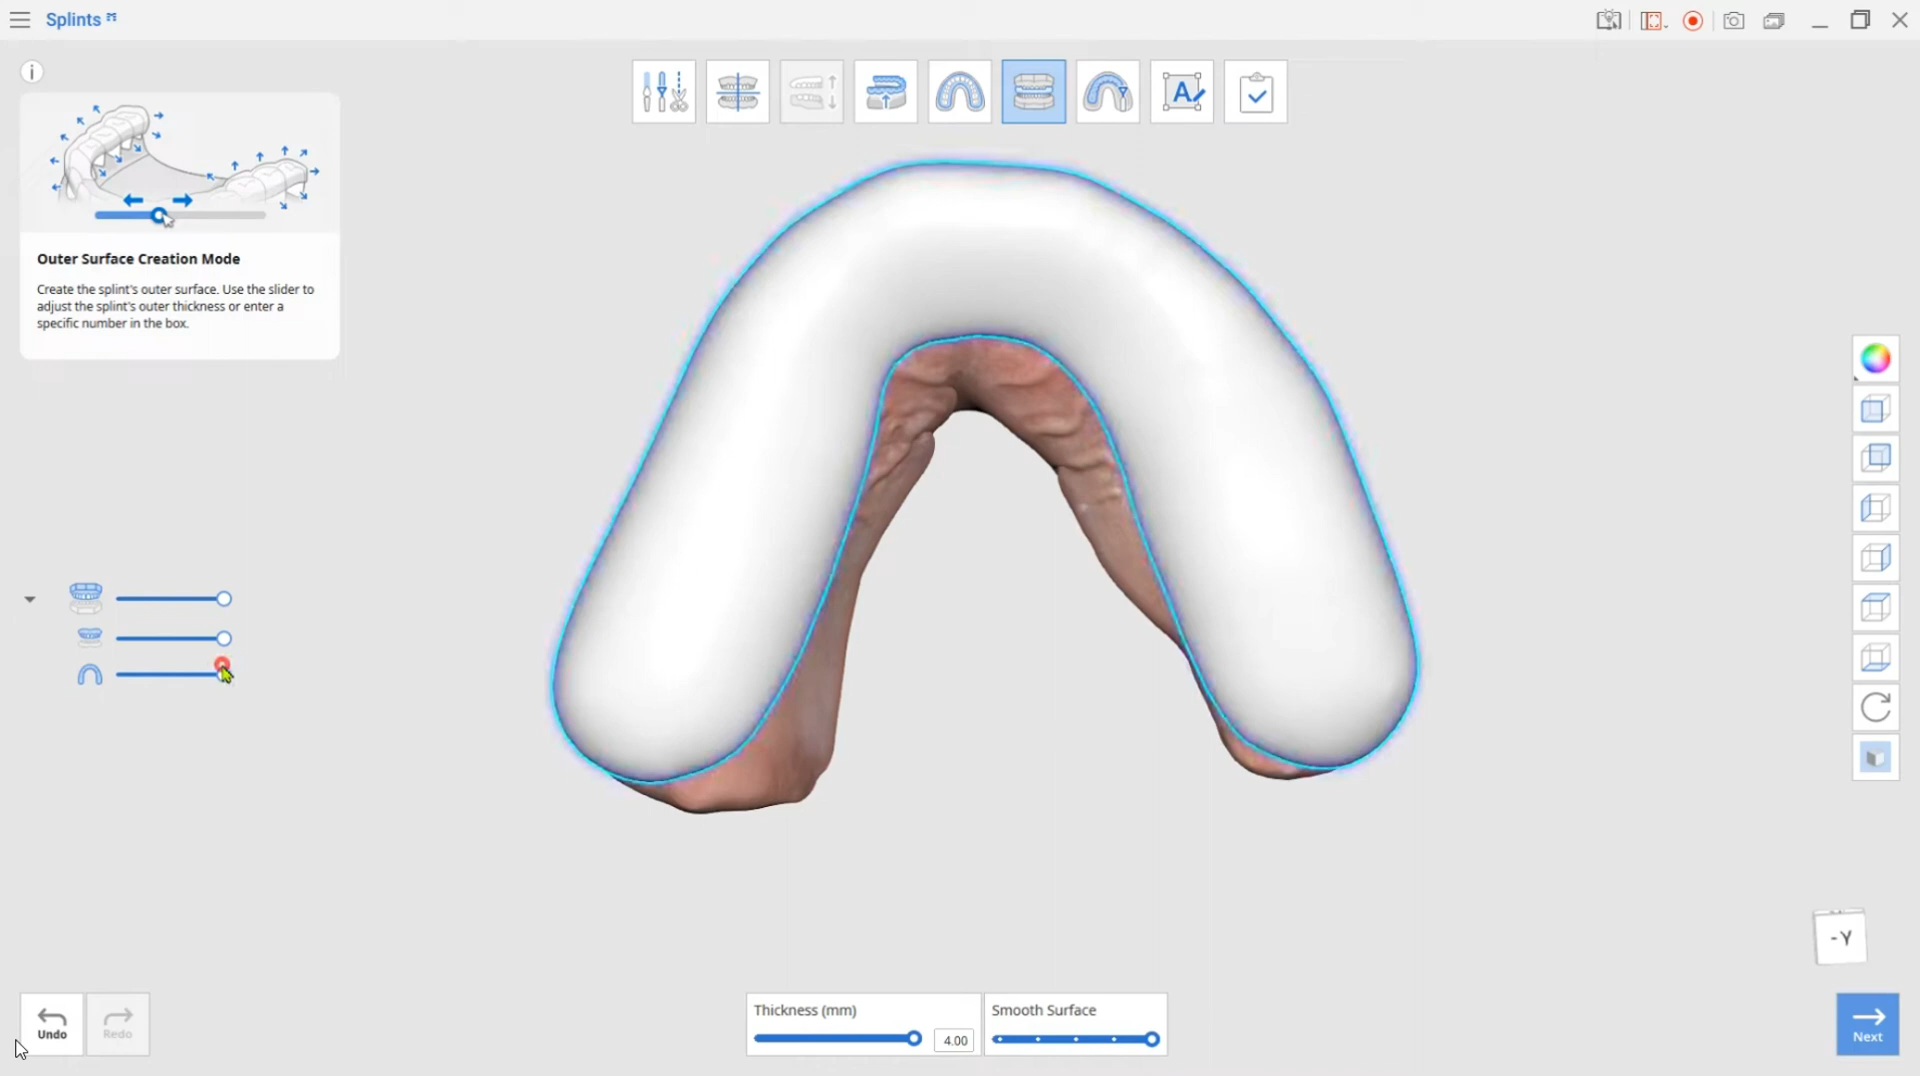 Splints
A
Outer Surface Creation Mode
Create the splint's outer surface. Use the slider to
adjust the splint's outer thickness or enter a
specific number in the box.
-Y
Undo
Redo
Thickness (mm)
4.00
Smooth Surface
Next